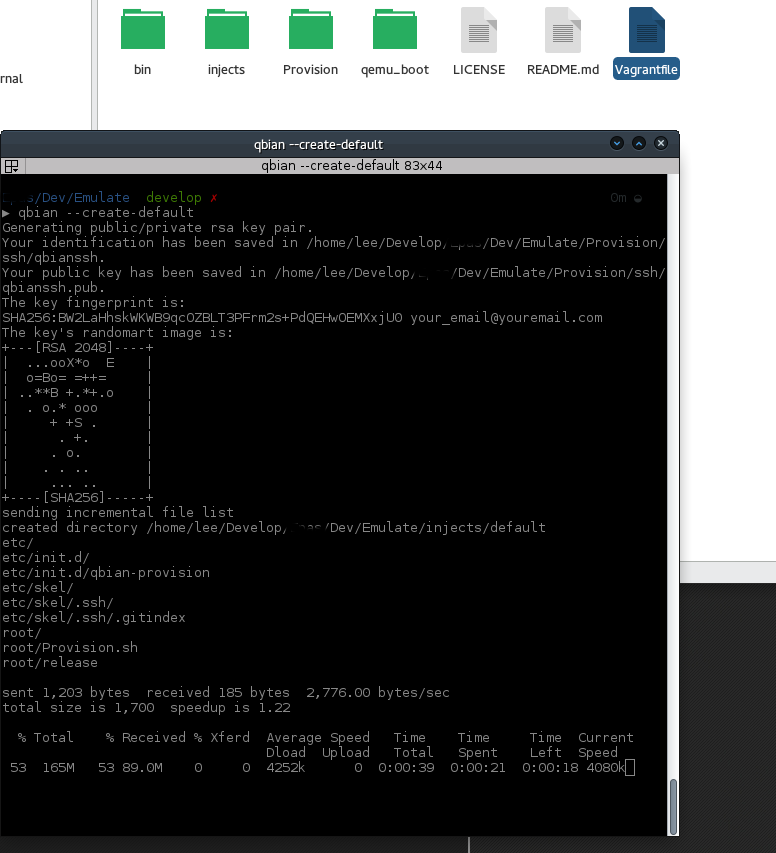 rnal
bin injects Provision qemu_boot LICENSE README.md Vagrantfile
qbian --create-default
qbian --create-default 83x44
/Dev/Emulate develop ✗ 0m
▶ qbian --create-default
Generating public/private rsa key pair.
Your identification has been saved in /home/lee/Develop/ /Dev/Emulate/Provision/
ssh/qbianssh.
Your public key has been saved in /home/lee/Develop/ /Dev/Emulate/Provision/ssh/
qbianssh.pub.
The key fingerprint is:
SHA256:BW2LaHhskWKWB9qcOZBLT3PFrm2s+PdQEHwOEMXxjU0 your_email@youremail.com
The key's randomart image is:
+---[RSA 2048]----+
|  ...ooX*o  E    |
|  o=Bo= =++=     |
| ..**B +.*+.o    |
|  . o.* ooo      |
|     + +S .      |
|      . +.       |
|     . o.        |
|    . . ..       |
|     ... ..      |
+----[SHA256]-----+
sending incremental file list
created directory /home/lee/Develop/ /Dev/Emulate/injects/default
etc/
etc/init.d/
etc/init.d/qbian-provision
etc/skel/
etc/skel/.ssh/
etc/skel/.ssh/.gitindex
root/
root/Provision.sh
root/release
sent 1,203 bytes  received 185 bytes  2,776.00 bytes/sec
total size is 1,700  speedup is 1.22
% Total    % Received % Xferd  Average Speed   Time    Time     Time  Current
Dload  Upload   Total   Spent    Left  Speed
53  165M   53 89.0M    0     0  4252k      0  0:00:39  0:00:21  0:00:18 4080k